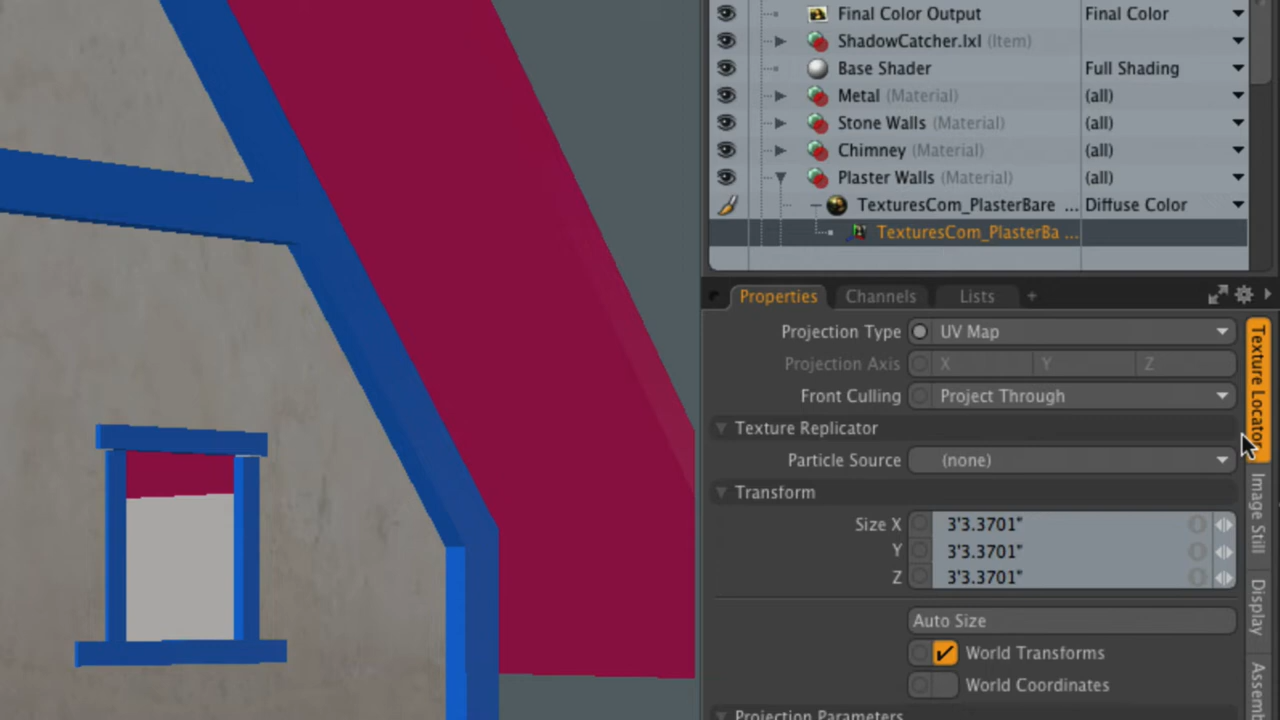 Final Color Output Final Color
ShadowCatcher.lxl (Item)
Base Shader Full Shading
Metal (Material) (all)
Stone Walls (Material) (all)
Chimney (Material) (all)
Plaster Walls (Material) (all)
TexturesCom_PlasterBare ... Diffuse Color
TexturesCom_PlasterBa ...
Properties Channels Lists +
Projection Type UV Map
Projection Axis X Y Z
Front Culling Project Through
Texture Replicator
Particle Source (none)
Transform
Size X 3'3.3701"
Y 3'3.3701"
Z 3'3.3701"
Auto Size
World Transforms
World Coordinates
Projection Parameters
Texture Locator
Image Still
Display
Assemb